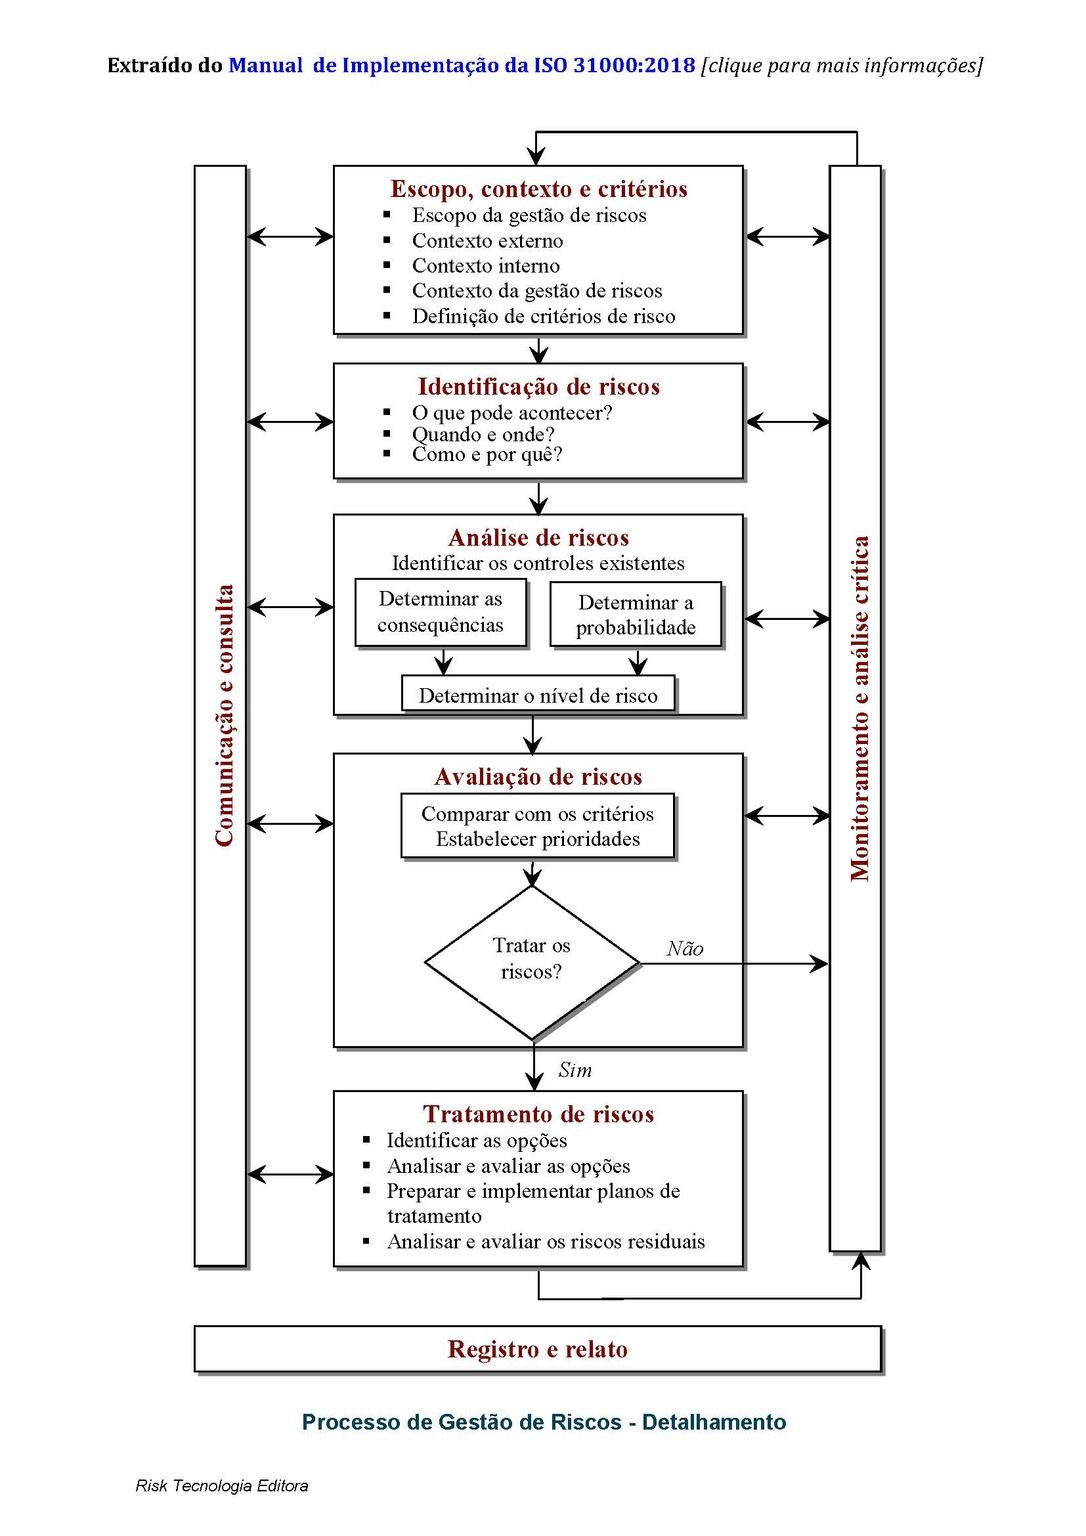 Extraído do Manual de Implementação da ISO 31000:2018 [clique para mais informações]
Escopo, contexto e critérios
▪ Escopo da gestão de riscos
▪ Contexto externo
▪ Contexto interno
▪ Contexto da gestão de riscos
▪ Definição de critérios de risco
Identificação de riscos
▪ O que pode acontecer?
▪ Quando e onde?
▪ Como e por quê?
Análise de riscos
Identificar os controles existentes
Determinar as
consequências
Determinar a
probabilidade
Determinar o nível de risco
Comunicação e consulta
Monitoramento e análise crítica
Avaliação de riscos
Comparar com os critérios
Estabelecer prioridades
Tratar os
riscos?
Não
Sim
Tratamento de riscos
▪ Identificar as opções
▪ Analisar e avaliar as opções
▪ Preparar e implementar planos de
tratamento
▪ Analisar e avaliar os riscos residuais
Registro e relato
Processo de Gestão de Riscos - Detalhamento
Risk Tecnologia Editora